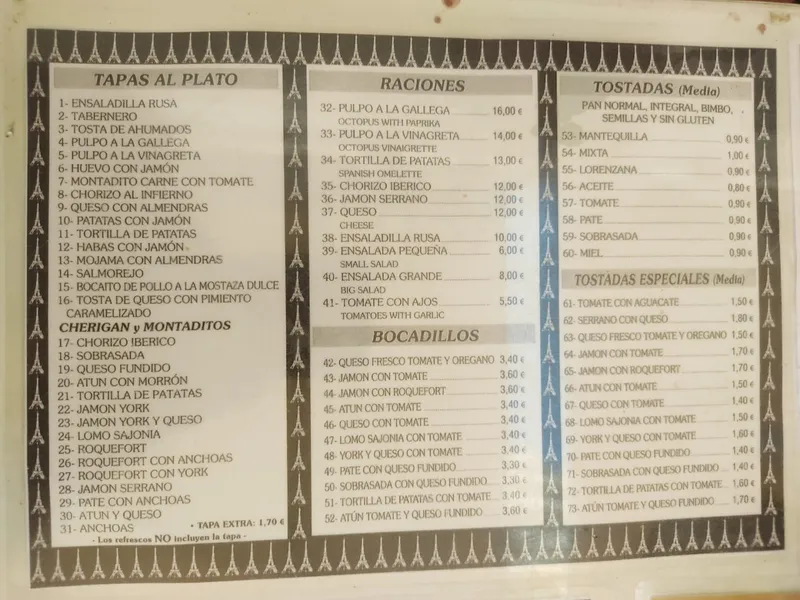 TAPAS AL PLATO
1- ENSALADILLA RUSA
2- TABERNERO
3- TOSTA DE AHUMADOS
4- PULPO A LA GALLEGA
5- PULPO A LA VINAGRETA
6- HUEVO CON JAMÓN
7- MONTADITO CARNE CON TOMATE
8- CHORIZO AL INFIERNO
9- QUESO CON ALMENDRAS
10- PATATAS CON JAMÓN
11- TORTILLA DE PATATAS
12- HABAS CON JAMÓN
13- MOJAMA CON ALMENDRAS
14- SALMOREJO
15- BOCAITO DE POLLO A LA MOSTAZA DULCE
16- TOSTA DE QUESO CON PIMIENTO
CARAMELIZADO
CHERIGAN y MONTADITOS
17- CHORIZO !BERICO
18- SOBRASADA
19- QUESO FUNDIDO
20- ATUN CON MORRÓN
21- TORTILLA DE PATATAS
22- JAMON YORK
23- JAMON YORK Y QUESO
24- LOMO SAJONIA
25- ROQUEFORT
26- ROQUEFORT CON ANCHOAS
27- ROQUEFORT CON YORK
28- JAMON SERRANO
29- PATE CON ANCHOAS
30- ATUN Y QUESO
31- ANCHOAS • TAPA EXTRA: 1,70 €
- Los refrescos NO incluyen la tapa -
RACIONES
32- PULPO A LA GALLEGA 16,00 €
OCTOPUS WITH PAPRIKA
33- PULPO A LA VINAGRETA 14,00 €
OCTOPUS VINAIGRETTE
34- TORTILLA DE PATATAS 13,00 €
SPANISH OMELETTE
35- CHORIZO IBERICO 12,00 €
36- JAMON SERRANO 12,00 €
37- QUESO 12,00 €
CHEESE
38- ENSALADILLA RUSA 10,00 €
39- ENSALADA PEQUEÑA 6,00 €
SMALL SALAD
40- ENSALADA GRANDE 8,00 €
BIG SALAD
41- TOMATE CON AJOS 5,50 €
TOMATOES WITH GARLIC
BOCADILLOS
42- QUESO FRESCO TOMATE Y OREGANO 3,40 €
43- JAMON CON TOMATE 3,60 €
44- JAMON CON ROQUEFORT 3,60 €
45- ATUN CON TOMATE 3,40 €
46- QUESO CON TOMATE 3,40 €
47- LOMO SAJONIA CON TOMATE 3,40 €
48- YORK Y QUESO CON TOMATE 3,40 €
49- PATE CON QUESO FUNDIDO 3,30 €
50- SOBRASADA CON QUESO FUNDIDO 3,30 €
51- TORTILLA DE PATATAS CON TOMATE 3,40 €
52- ATÚN TOMATE Y QUESO FUNDIDO 3,60 €
TOSTADAS (Media)
PAN NORMAL, INTEGRAL, BIMBO,
SEMILLAS Y SIN GLUTEN
53- MANTEQUILLA 0,90 €
54- MIXTA 1,00 €
55- LORENZANA 0,90 €
56- ACEITE 0,80 €
57- TOMATE 0,90 €
58- PATE 0,90 €
59- SOBRASADA 0,90 €
60- MIEL 0,90 €
TOSTADAS ESPECIALES (Media)
61- TOMATE CON AGUACATE 1,50 €
62- SERRANO CON QUESO 1,80 €
63- QUESO FRESCO TOMATE Y OREGANO 1,50 €
64- JAMON CON TOMATE 1,70 €
65- JAMON CON ROQUEFORT 1,70 €
66- ATUN CON TOMATE 1,50 €
67- QUESO CON TOMATE 1,40 €
68- LOMO SAJONIA CON TOMATE 1,50 €
69- YORK Y QUESO CON TOMATE 1,60 €
70- PATE CON QUESO FUNDIDO 1,40 €
71- SOBRASADA CON QUESO FUNDIDO 1,40 €
72- TORTILLA DE PATATAS CON TOMATE 1,60 €
73- ATÚN TOMATE Y QUESO FUNDIDO 1,70 €